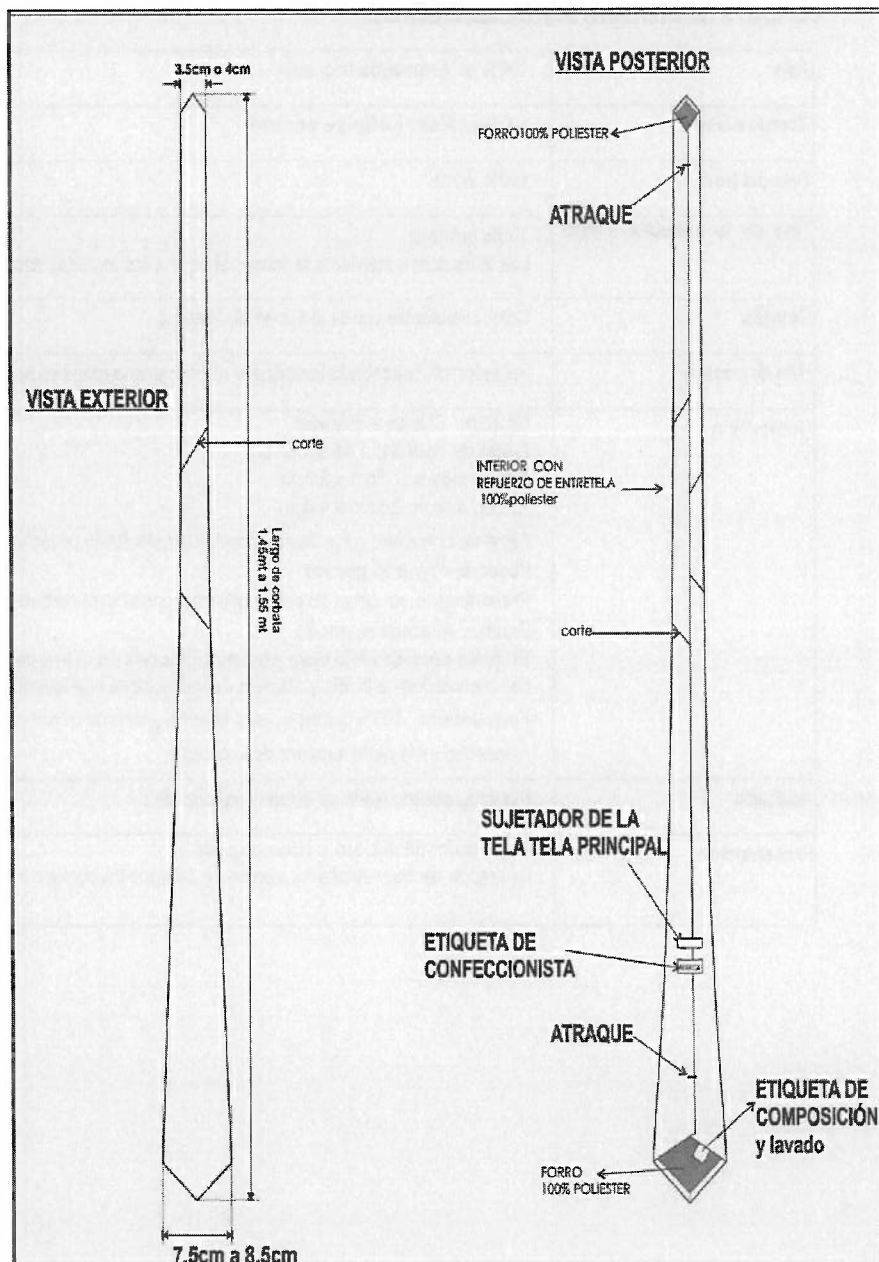 3.5cm a 4cm
VISTA EXTERIOR
corte
Largo de corbata
1.45mt a 1.55 mt
7.5cm a 8.5cm
VISTA POSTERIOR
FORRO 100% POLIESTER
ATRAQUE
INTERIOR CON
REFUERZO DE ENTRETELA
100%poliester
corte
SUJETADOR DE LA
TELA TELA PRINCIPAL
ETIQUETA DE
CONFECCIONISTA
ATRAQUE
ETIQUETA DE
COMPOSICIÓN
y lavado
FORRO
100% POLIESTER